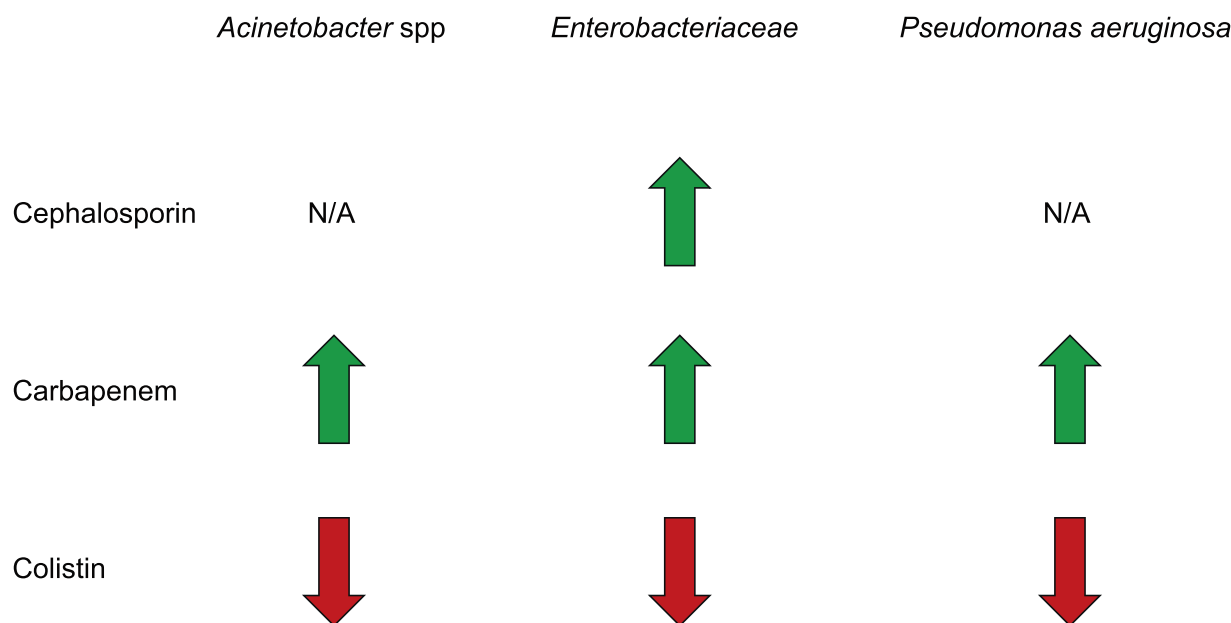 Acinetobacter spp Enterobacteriaceae Pseudomonas aeruginosa
Cephalosporin N/A N/A
Carbapenem
Colistin